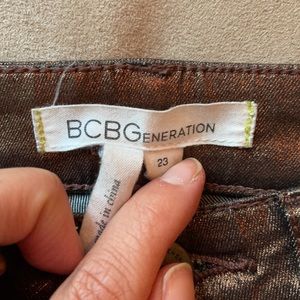 BCBGENERATION
23
made in china